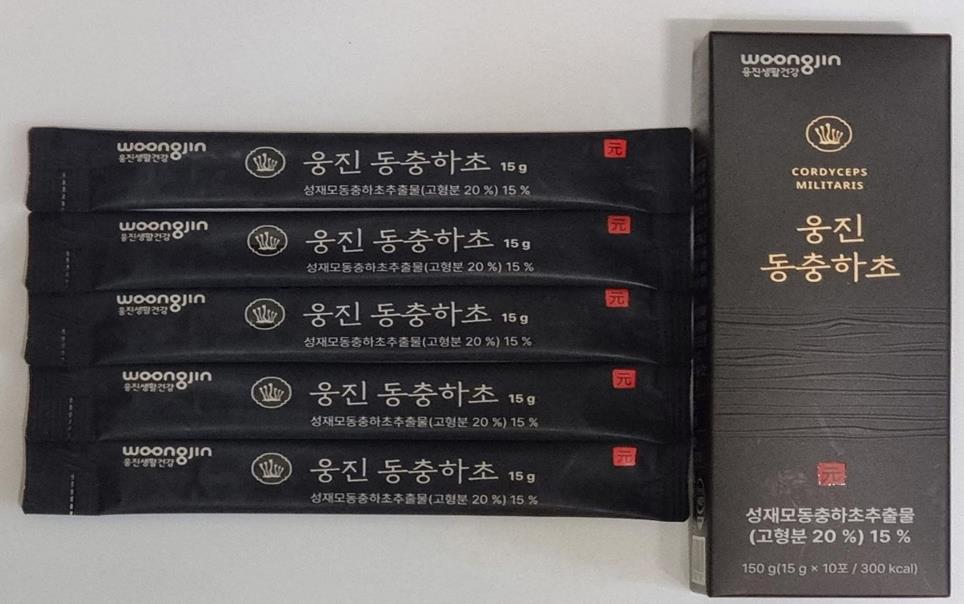 woongjin
웅진생활건강
웅진 동충하초 15 g
元
성재모동충하초추출물(고형분 20 %) 15 %
woongjin
웅진생활건강
웅진 동충하초 15 g
元
성재모동충하초추출물(고형분 20 %) 15 %
woongjin
웅진생활건강
웅진 동충하초 15 g
元
성재모동충하초추출물(고형분 20 %) 15 %
woongjin
웅진생활건강
웅진 동충하초 15 g
元
성재모동충하초추출물(고형분 20 %) 15 %
woongjin
웅진생활건강
웅진 동충하초 15 g
元
성재모동충하초추출물(고형분 20 %) 15 %
woongjin
웅진생활건강
CORDYCEPS
MILITARIS
웅진
동충하초
元
성재모동충하초추출물
(고형분 20 %) 15 %
150 g(15 g × 10포 / 300 kcal)